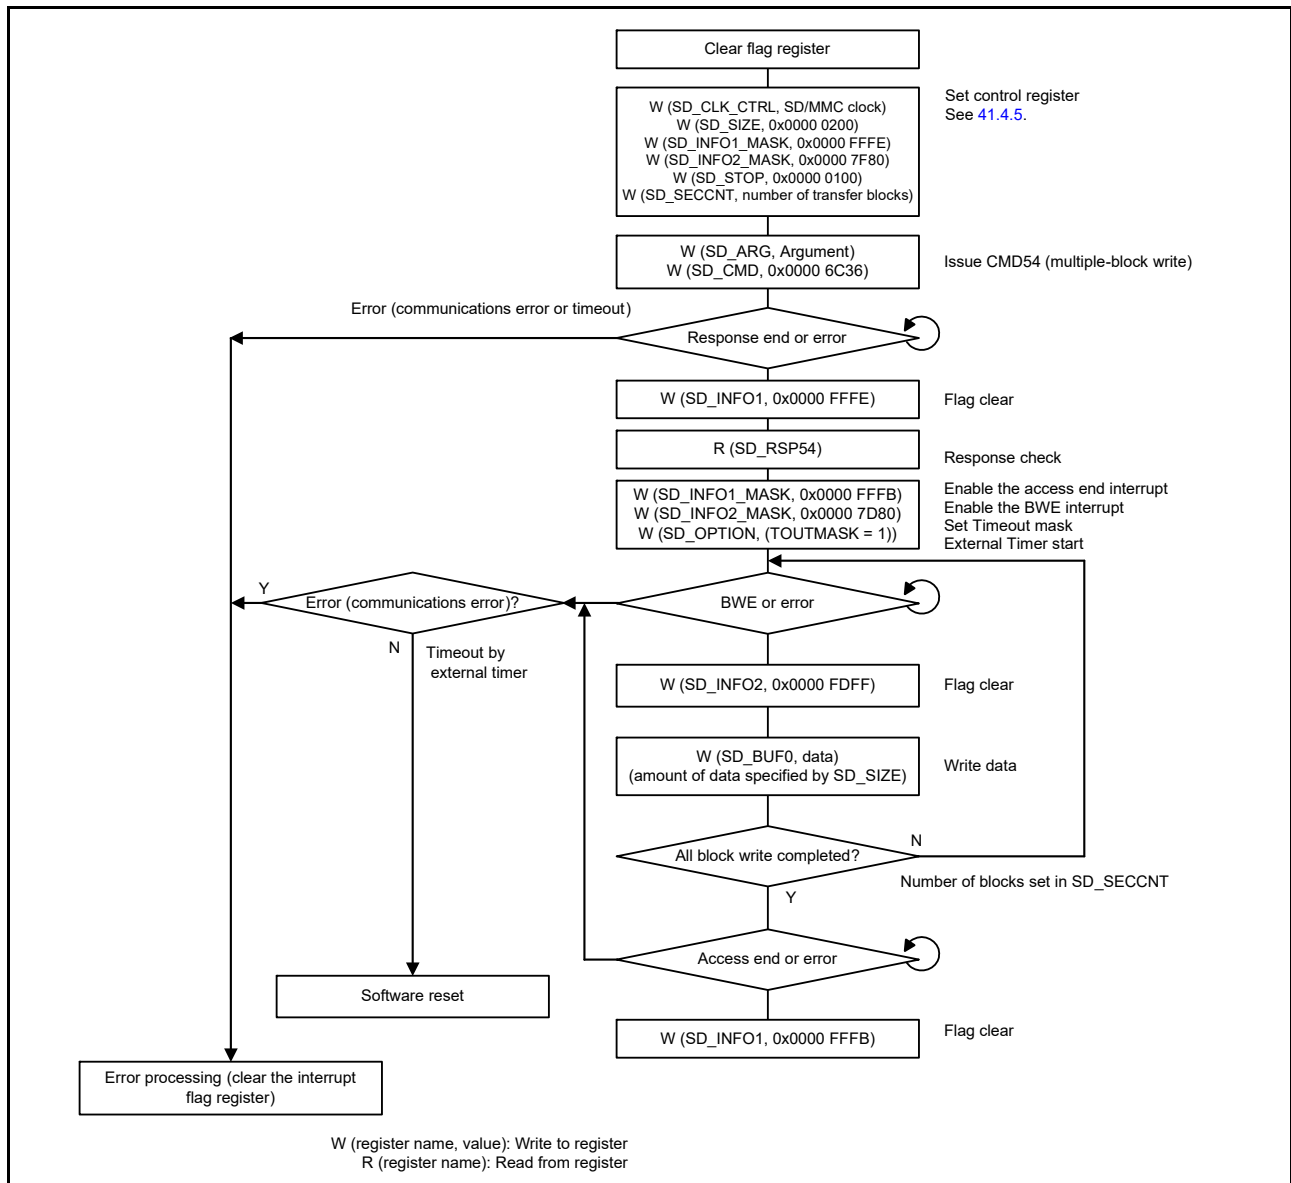 Clear flag register
W (SD_CLK_CTRL, SD/MMC clock)
W (SD_SIZE, 0x0000 0200)
W (SD_INFO1_MASK, 0x0000 FFFE)
W (SD_INFO2_MASK, 0x0000 7F80)
W (SD_STOP, 0x0000 0100)
W (SD_SECCNT, number of transfer blocks)
Set control register
See 41.4.5.
W (SD_ARG, Argument)
W (SD_CMD, 0x0000 6C36)
Issue CMD54 (multiple-block write)
Error (communications error or timeout)
Response end or error
W (SD_INFO1, 0x0000 FFFE)
Flag clear
R (SD_RSP54)
Response check
W (SD_INFO1_MASK, 0x0000 FFFB)
W (SD_INFO2_MASK, 0x0000 7D80)
W (SD_OPTION, (TOUTMASK = 1))
Enable the access end interrupt
Enable the BWE interrupt
Set Timeout mask
External Timer start
Y
Error (communications error)?
BWE or error
N
Timeout by
external timer
W (SD_INFO2, 0x0000 FDFF)
Flag clear
W (SD_BUF0, data)
(amount of data specified by SD_SIZE)
Write data
All block write completed?
N
Number of blocks set in SD_SECCNT
Y
Access end or error
Software reset
W (SD_INFO1, 0x0000 FFFB)
Flag clear
Error processing (clear the interrupt
flag register)
W (register name, value): Write to register
R (register name): Read from register